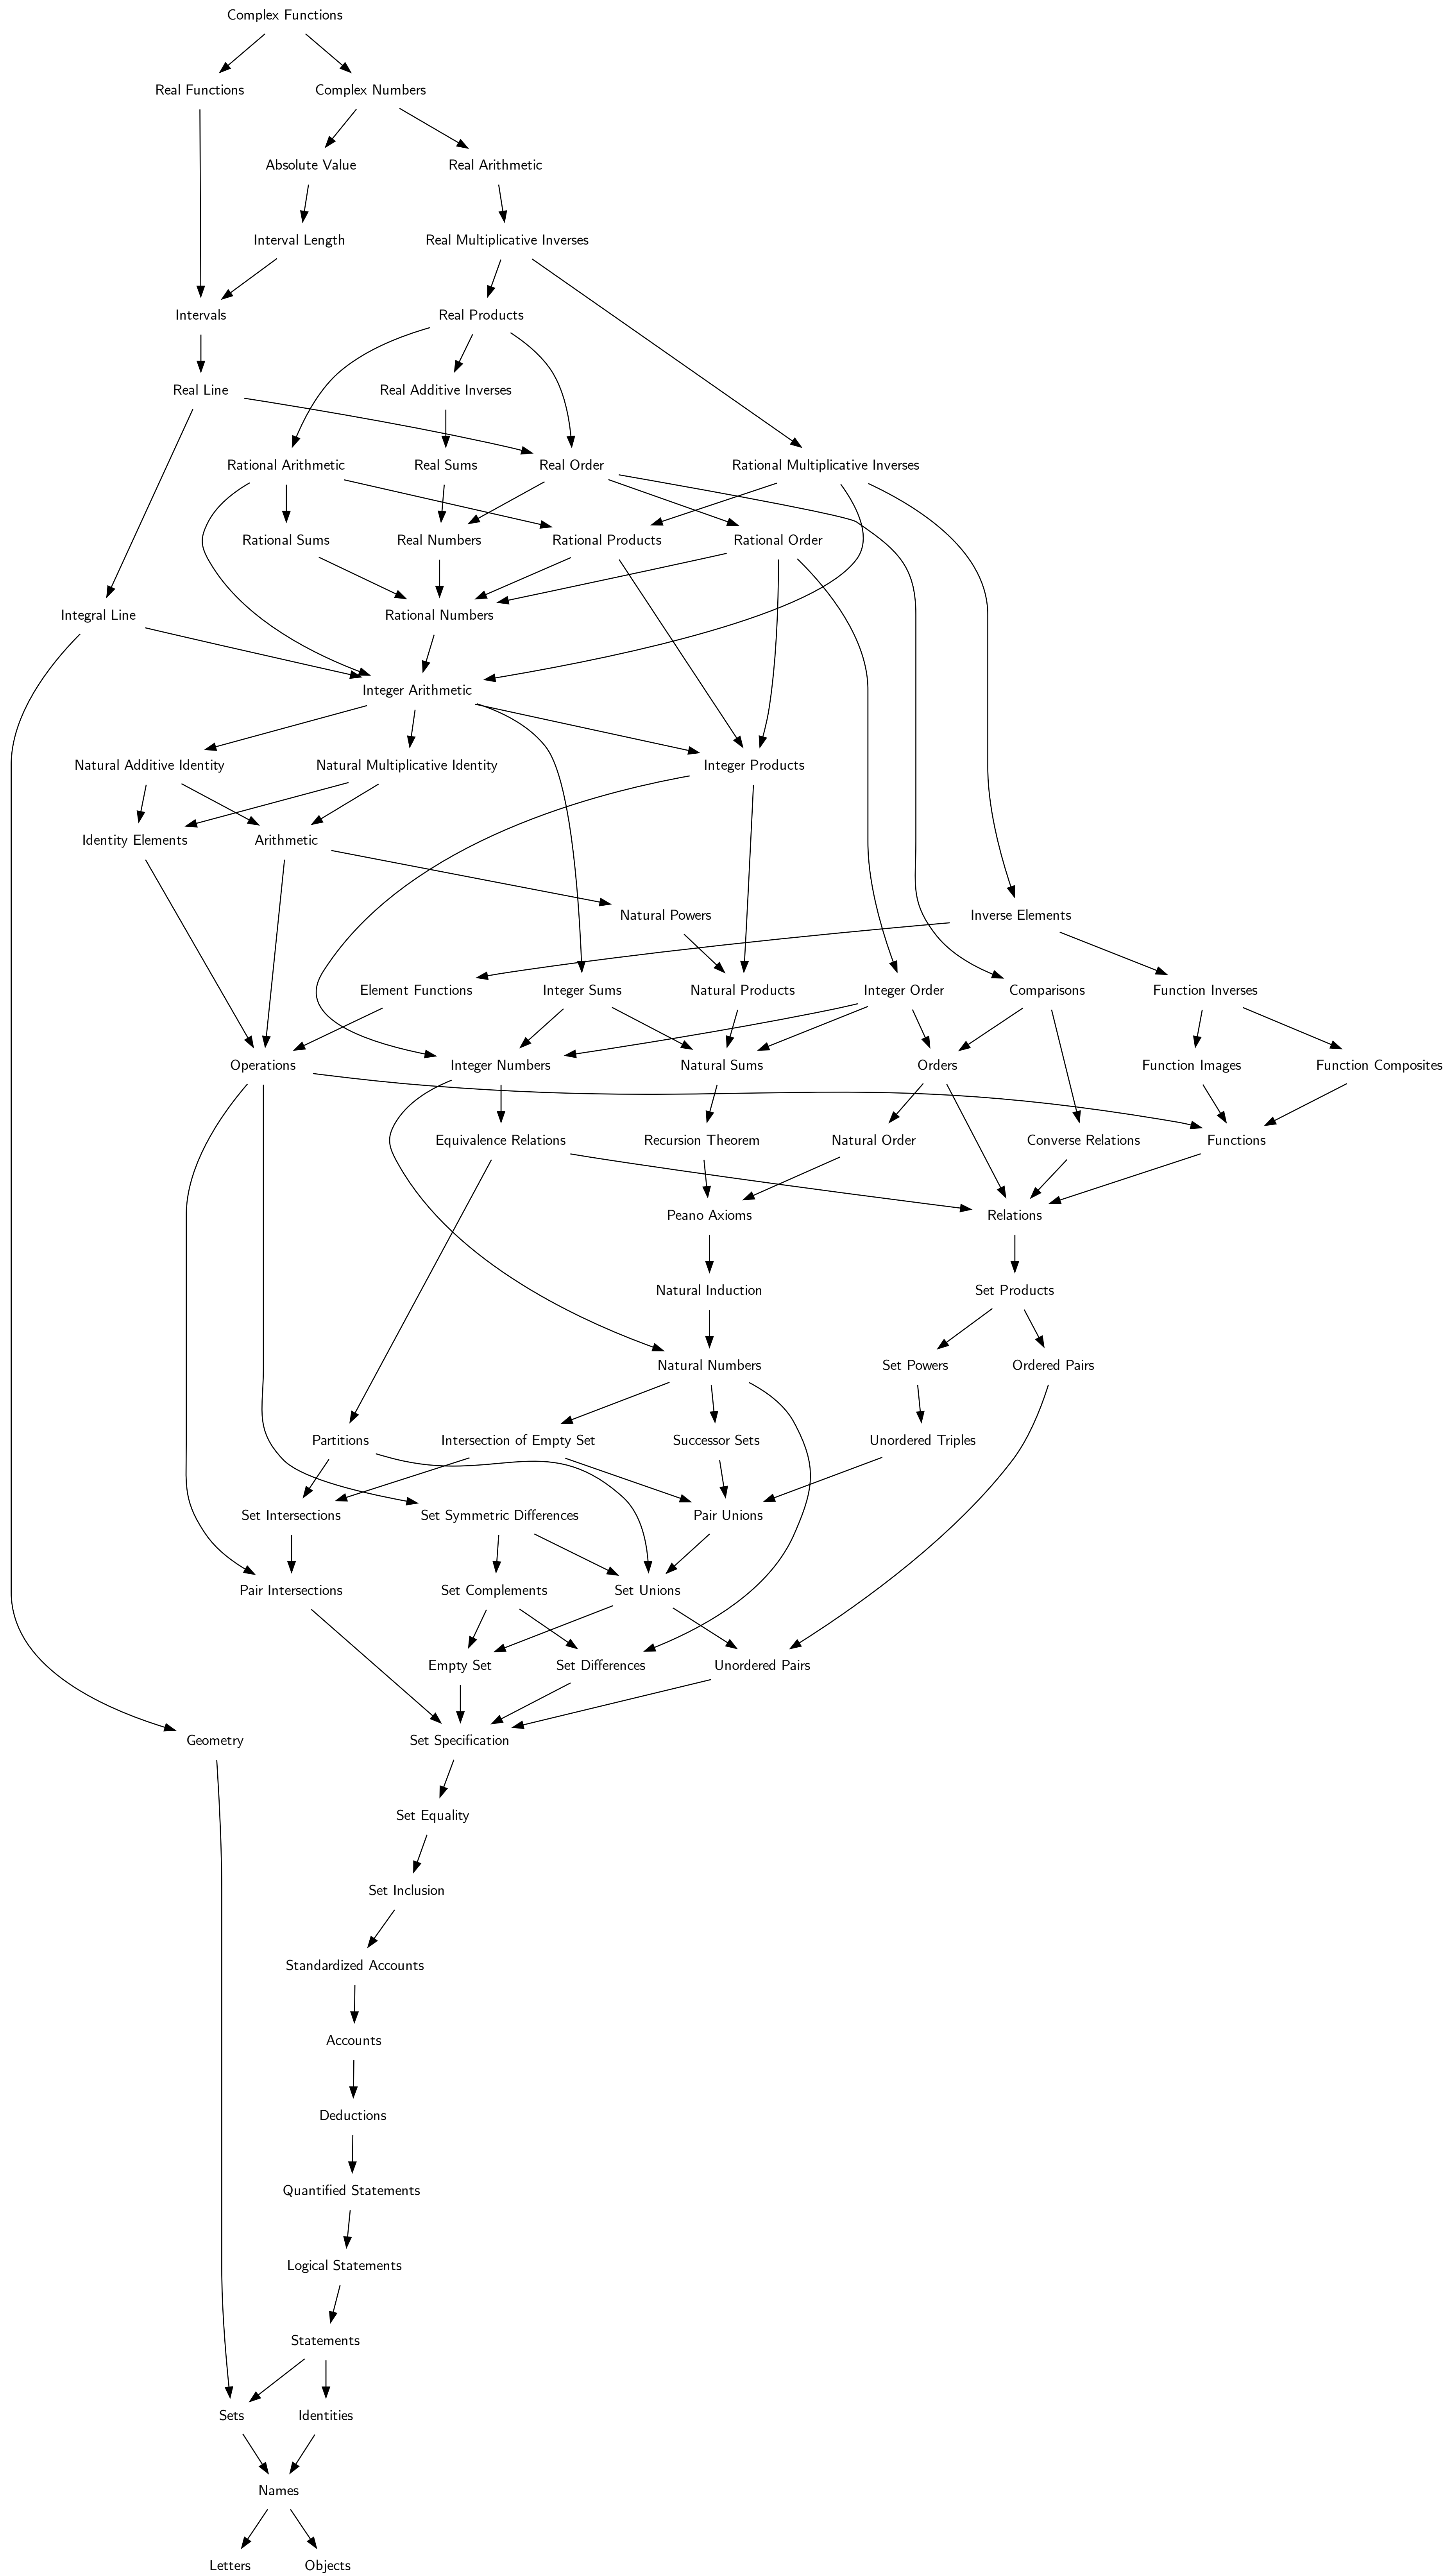 Complex Functions
Real Functions
Complex Numbers
Absolute Value
Real Arithmetic
Interval Length
Real Multiplicative Inverses
Intervals
Real Products
Real Line
Real Additive Inverses
Rational Arithmetic
Real Sums
Real Order
Rational Multiplicative Inverses
Rational Sums
Real Numbers
Rational Products
Rational Order
Integral Line
Rational Numbers
Integer Arithmetic
Natural Additive Identity
Natural Multiplicative Identity
Integer Products
Identity Elements
Arithmetic
Natural Powers
Inverse Elements
Element Functions
Integer Sums
Natural Products
Integer Order
Comparisons
Function Inverses
Operations
Integer Numbers
Natural Sums
Orders
Function Images
Function Composites
Equivalence Relations
Recursion Theorem
Natural Order
Converse Relations
Functions
Peano Axioms
Relations
Natural Induction
Set Products
Natural Numbers
Set Powers
Ordered Pairs
Partitions
Intersection of Empty Set
Successor Sets
Unordered Triples
Set Intersections
Set Symmetric Differences
Pair Unions
Pair Intersections
Set Complements
Set Unions
Empty Set
Set Differences
Unordered Pairs
Geometry
Set Specification
Set Equality
Set Inclusion
Standardized Accounts
Accounts
Deductions
Quantified Statements
Logical Statements
Statements
Sets
Identities
Names
Letters
Objects